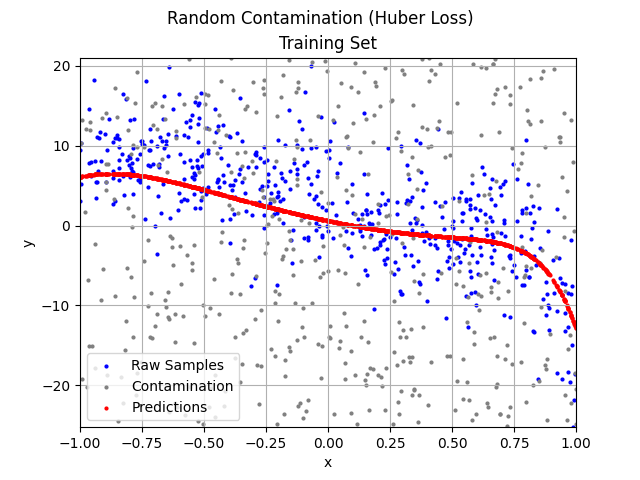 Random Contamination (Huber Loss)
Training Set
20
10
0
−10
−20
y
Raw Samples
Contamination
Predictions
−1.00 −0.75 −0.50 −0.25 0.00 0.25 0.50 0.75 1.00
x